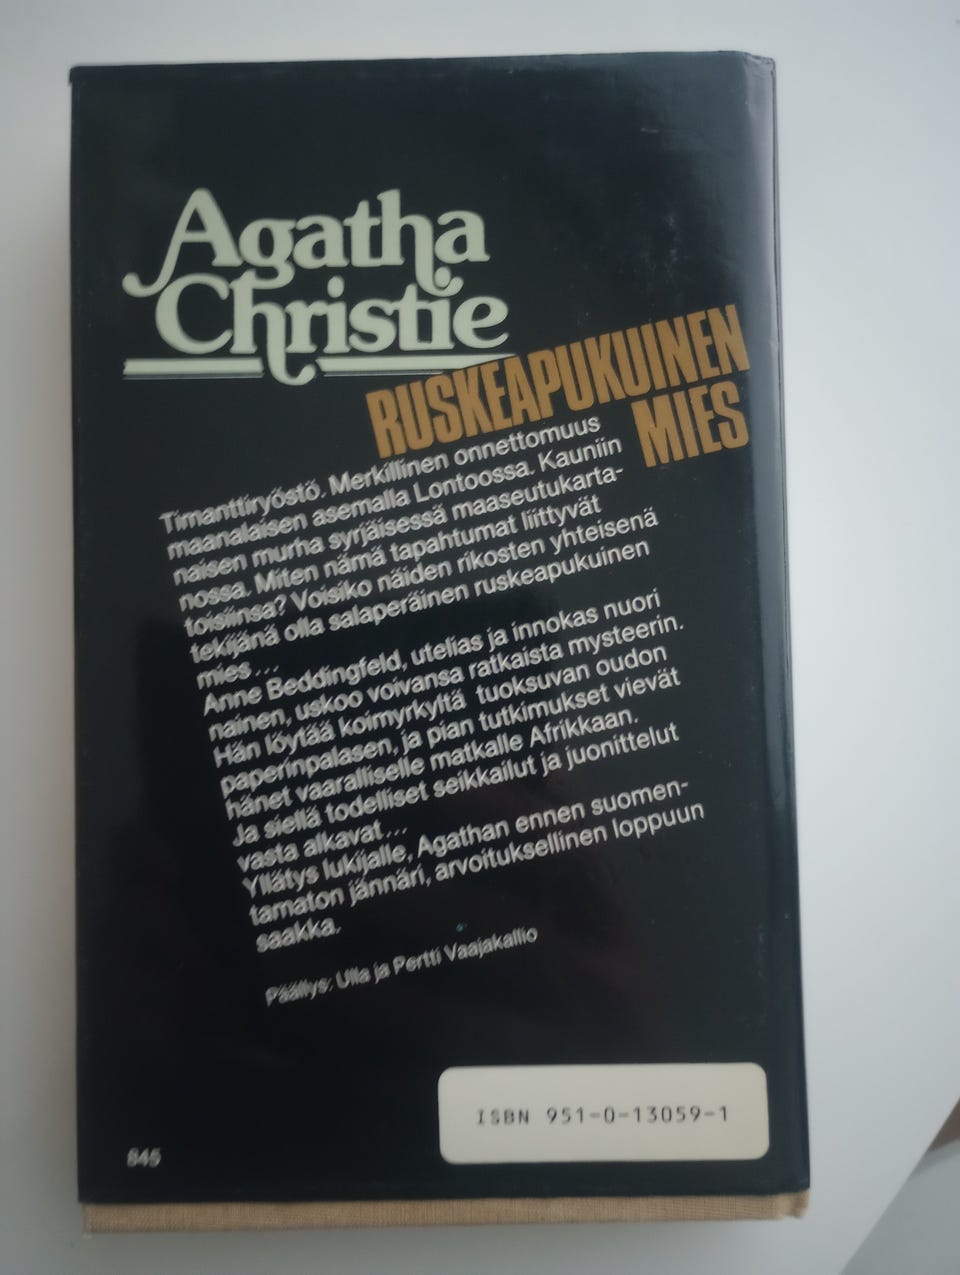 Agatha
Christie
RUSKEAPUKUINEN
MIES
Timanttiryöstö. Merkillinen onnettomuus
maanalaisen asemalla Lontoossa. Kauniin
naisen murha syrjäisessä maaseutukarta-
nossa. Miten nämä tapahtumat liittyvät
toisiinsa? Voisiko näiden rikosten yhteisenä
tekijänä olla salaperäinen ruskeapukuinen
mies...
Anne Beddingfeld, utelias ja innokas nuori
nainen, uskoo voivansa ratkaista mysteerin.
Hän löytää koimyrkyltä tuoksuvan oudon
paperinpalasen, ja pian tutkimukset vievät
hänet vaaralliselle matkalle Afrikkaan.
Ja siellä todelliset seikkailut ja juonittelut
vasta alkavat...
Yllätys lukijalle, Agathan ennen suomen-
tamaton jännäri, arvoituksellinen loppuun
saakka.
Päällys: Ulla ja Pertti Vaajakallio
ISBN 951-0-13059-1
845